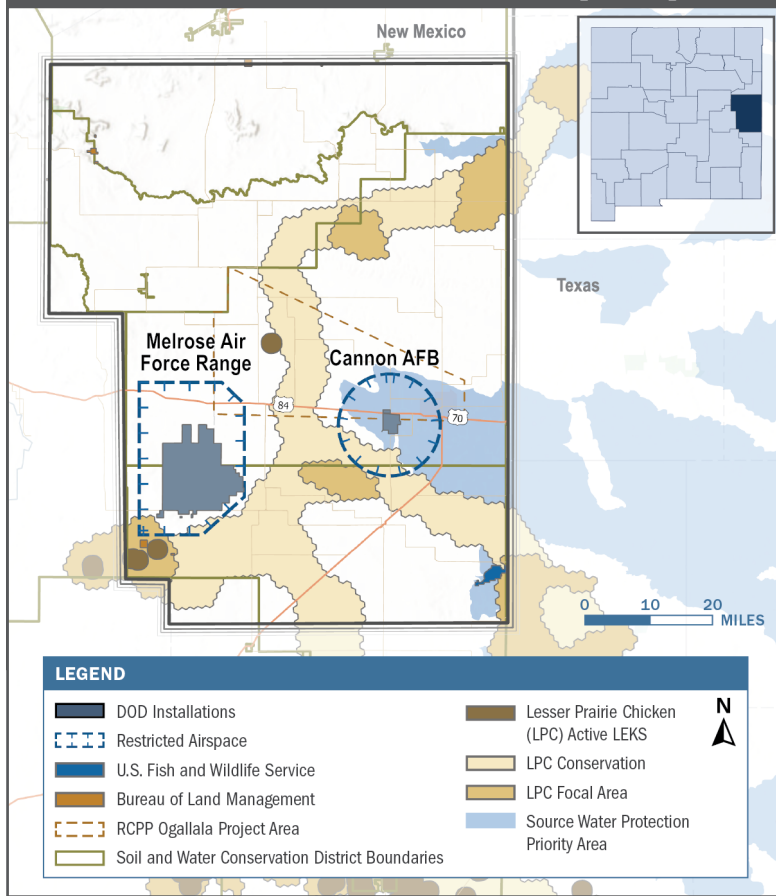 New Mexico
Texas
Melrose Air
Force Range
Cannon AFB
84
70
0 10 20
MILES
LEGEND
DOD Installations
Restricted Airspace
U.S. Fish and Wildlife Service
Bureau of Land Management
RCPP Ogallala Project Area
Soil and Water Conservation District Boundaries
Lesser Prairie Chicken
(LPC) Active LEKS
LPC Conservation
LPC Focal Area
Source Water Protection
Priority Area
N